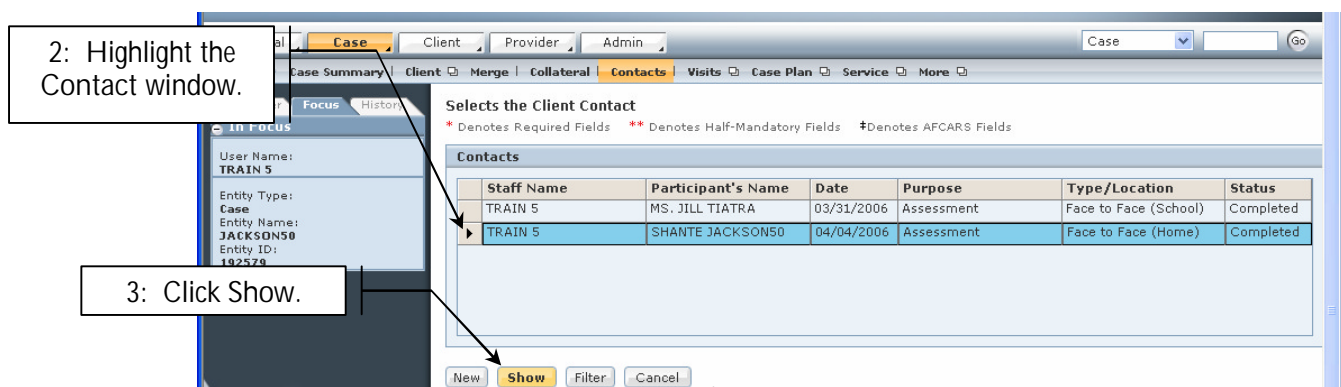 2: Highlight the
Contact window.
al Case Client Provider Admin Case Go
Case Summary Client Merge Collateral Contacts Visits Case Plan Service More
Focus History
In Focus
User Name:
TRAIN 5
Entity Type:
Case
Entity Name:
JACKSON50
Entity ID:
192579
3: Click Show.
Selects the Client Contact
* Denotes Required Fields ** Denotes Half-Mandatory Fields ‡Denotes AFCARS Fields
Contacts
Staff Name Participant's Name Date Purpose Type/Location Status
TRAIN 5 MS. JILL TIATRA 03/31/2006 Assessment Face to Face (School) Completed
TRAIN 5 SHANTE JACKSON50 04/04/2006 Assessment Face to Face (Home) Completed
New Show Filter Cancel